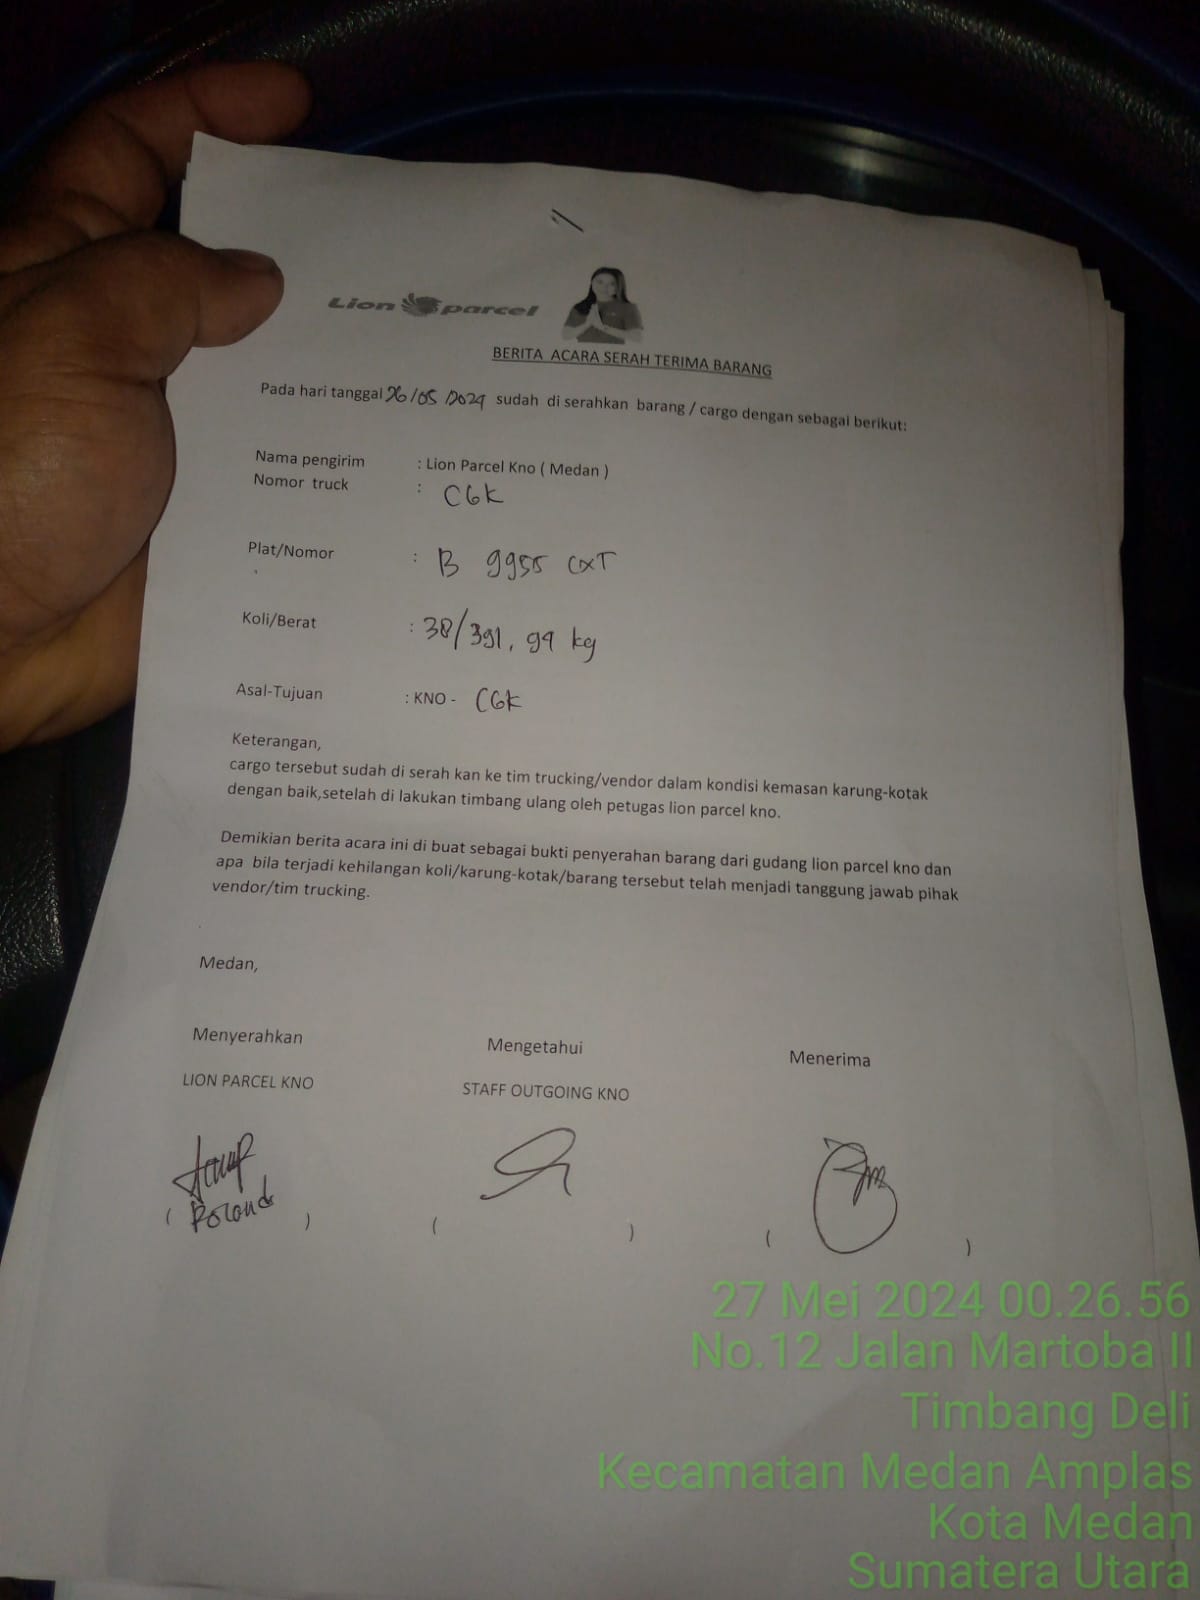 Lion parcel
BERITA ACARA SERAH TERIMA BARANG
Pada hari tanggal 26/05/2024 sudah di serahkan barang / cargo dengan sebagai berikut:
Nama pengirim : Lion Parcel Kno ( Medan )
Nomor truck : CGK
Plat/Nomor : B 9955 CXT
Koli/Berat : 38/391,94 kg
Asal-Tujuan : KNO - CGK
Keterangan,
cargo tersebut sudah di serah kan ke tim trucking/vendor dalam kondisi kemasan karung-kotak
dengan baik,setelah di lakukan timbang ulang oleh petugas lion parcel kno.
Demikian berita acara ini di buat sebagai bukti penyerahan barang dari gudang lion parcel kno dan
apa bila terjadi kehilangan koli/karung-kotak/barang tersebut telah menjadi tanggung jawab pihak
vendor/tim trucking.
Medan,
Menyerahkan Mengetahui Menerima
LION PARCEL KNO STAFF OUTGOING KNO
( ) ( ) ( )
27 Mei 2024 00.26.56
No.12 Jalan Martoba II
Timbang Deli
Kecamatan Medan Amplas
Kota Medan
Sumatera Utara